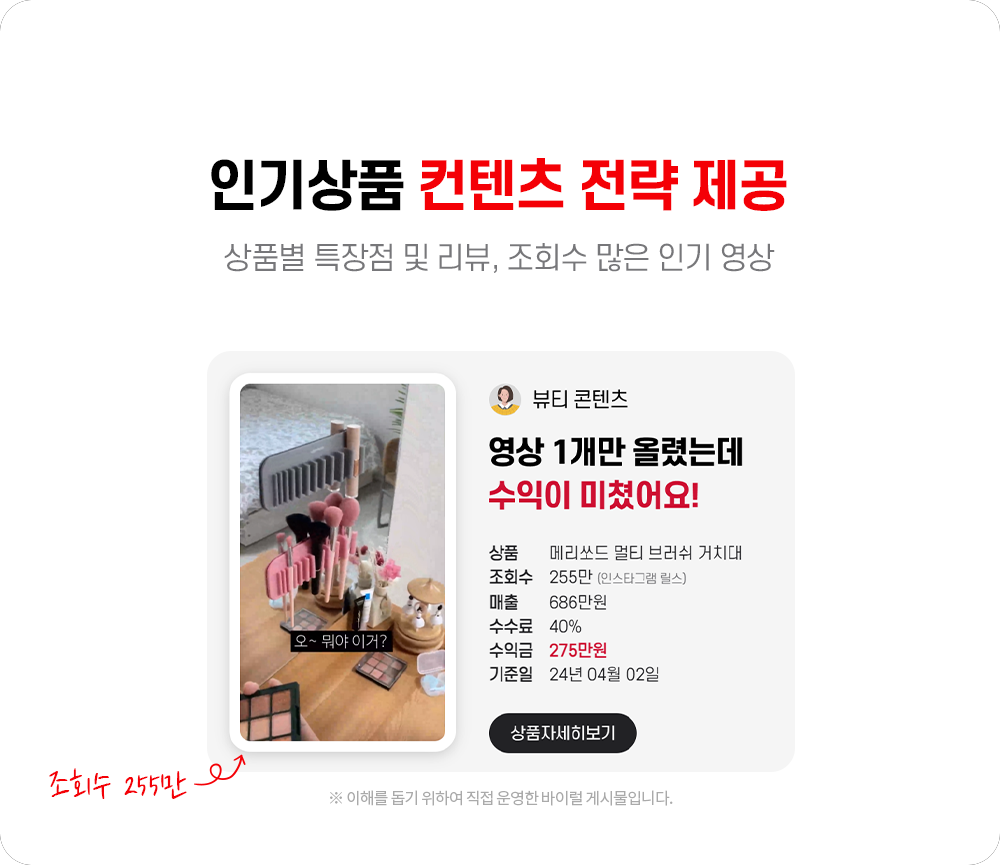 인기상품 컨텐츠 전략 제공
상품별 특장점 및 리뷰, 조회수 많은 인기 영상
뷰티 콘텐츠
영상 1개만 올렸는데
수익이 미쳤어요!
상품 메리쏘드 멀티 브러쉬 거치대
조회수 255만 (인스타그램 릴스)
매출 686만원
수수료 40%
수익금 275만원
기준일 24년 04월 02일
상품자세히보기
오~ 뭐야 이거?
조회수 255만
※ 이해를 돕기 위하여 직접 운영한 바이럴 게시물입니다.